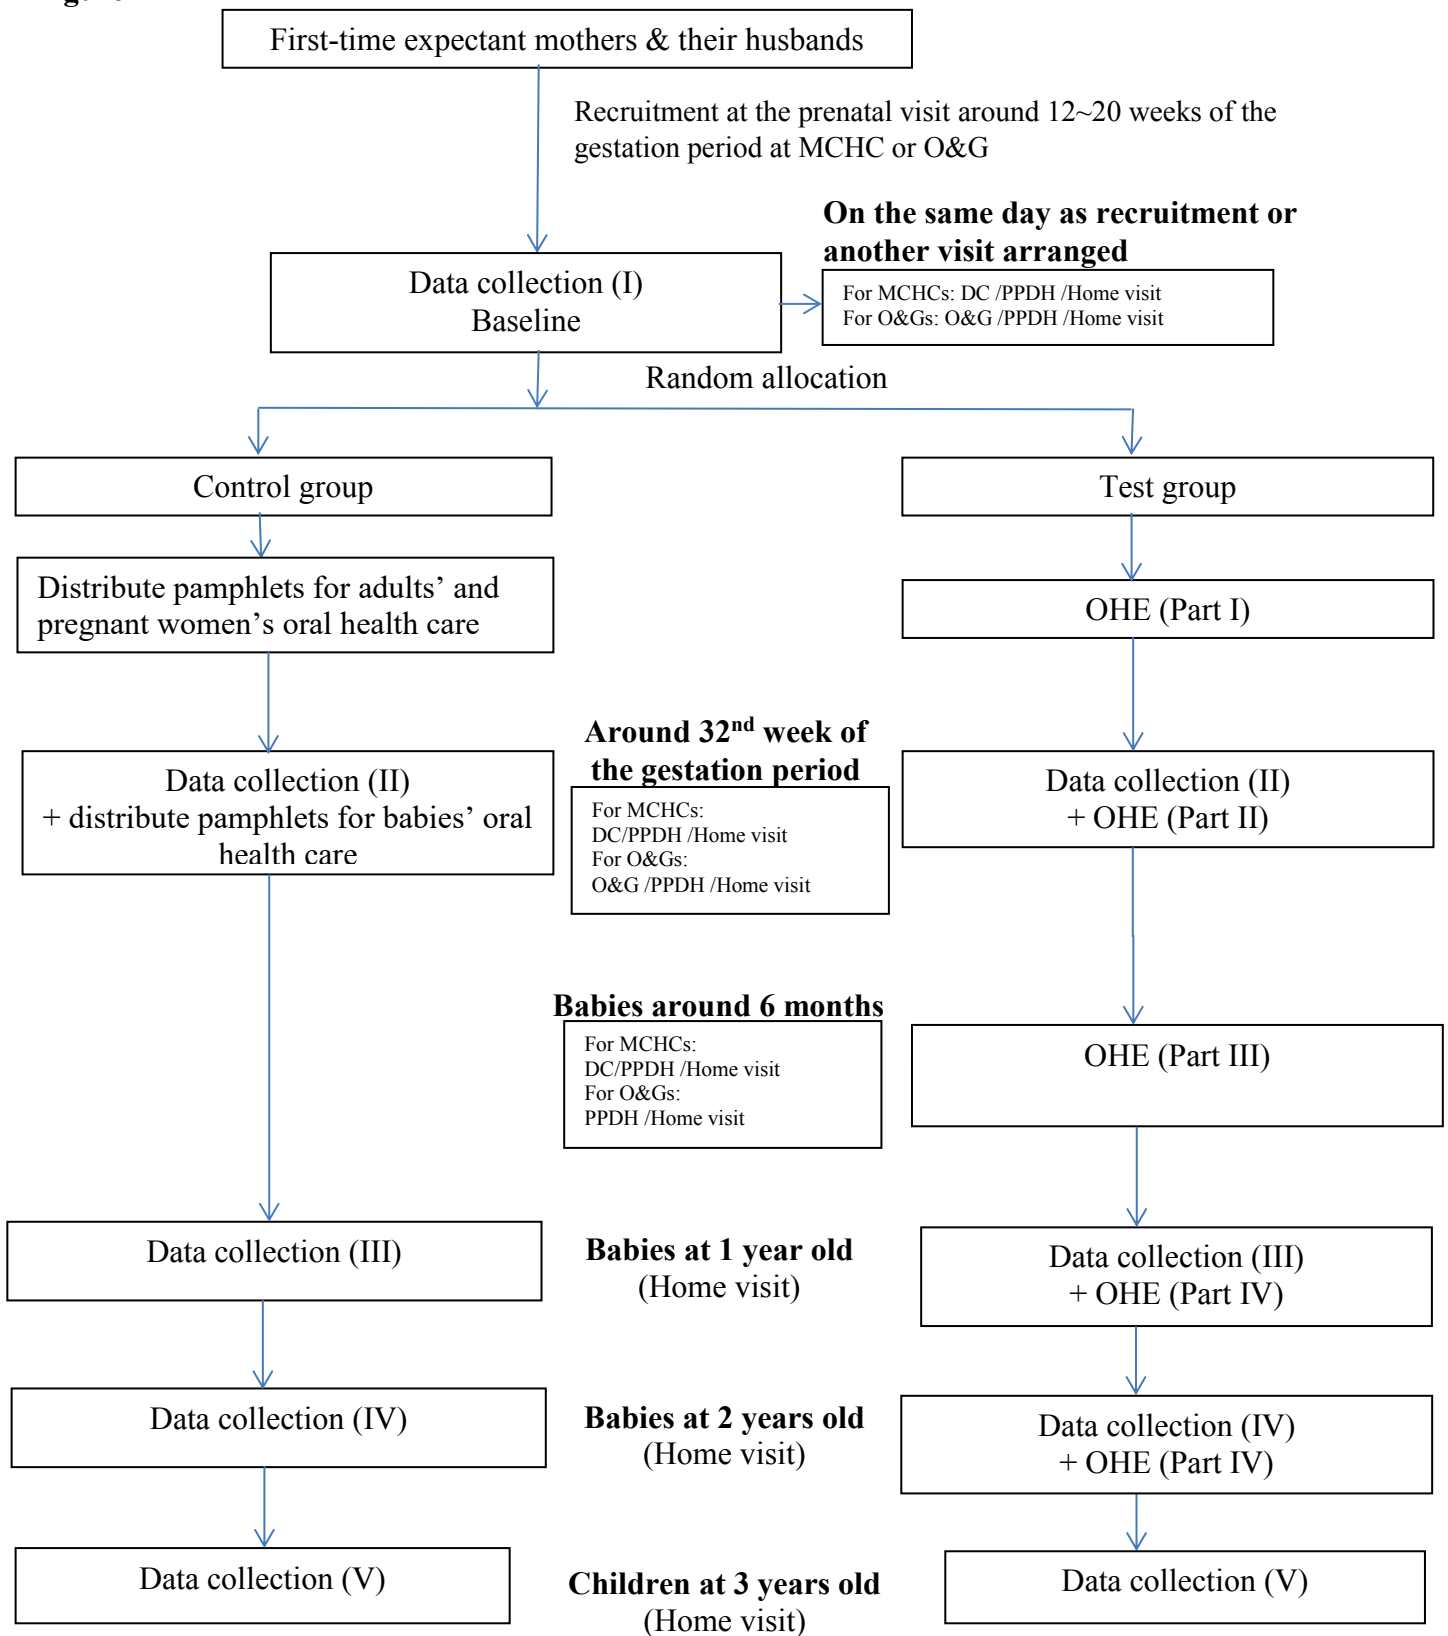 First-time expectant mothers & their husbands
Recruitment at the prenatal visit around 12~20 weeks of the
gestation period at MCHC or O&G
On the same day as recruitment or
another visit arranged
Data collection (I)
Baseline
For MCHCs: DC /PPDH /Home visit
For O&Gs: O&G /PPDH /Home visit
Random allocation
Control group
Test group
Distribute pamphlets for adults’ and
pregnant women’s oral health care
OHE (Part I)
Around 32nd week of
the gestation period
Data collection (II)
+ distribute pamphlets for babies’ oral
health care
For MCHCs:
DC/PPDH /Home visit
For O&Gs:
O&G /PPDH /Home visit
Data collection (II)
+ OHE (Part II)
Babies around 6 months
For MCHCs:
DC/PPDH /Home visit
For O&Gs:
PPDH /Home visit
OHE (Part III)
Data collection (III)
Babies at 1 year old
(Home visit)
Data collection (III)
+ OHE (Part IV)
Data collection (IV)
Babies at 2 years old
(Home visit)
Data collection (IV)
+ OHE (Part IV)
Data collection (V)
Children at 3 years old
(Home visit)
Data collection (V)